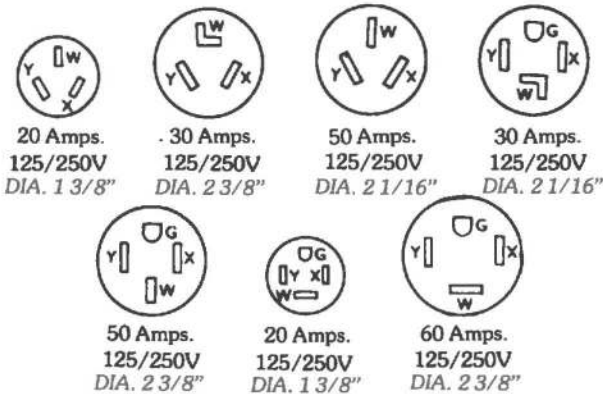 W
Y
X
20 Amps.
125/250V
DIA. 1 3/8"
W
Y
X
. 30 Amps.
125/250V
DIA. 2 3/8"
W
Y
X
50 Amps.
125/250V
DIA. 2 1/16"
G
Y
X
W
30 Amps.
125/250V
DIA. 2 1/16"
G
Y
X
W
50 Amps.
125/250V
DIA. 2 3/8"
G
Y X
W
20 Amps.
125/250V
DIA. 1 3/8"
G
Y
X
W
60 Amps.
125/250V
DIA. 2 3/8"